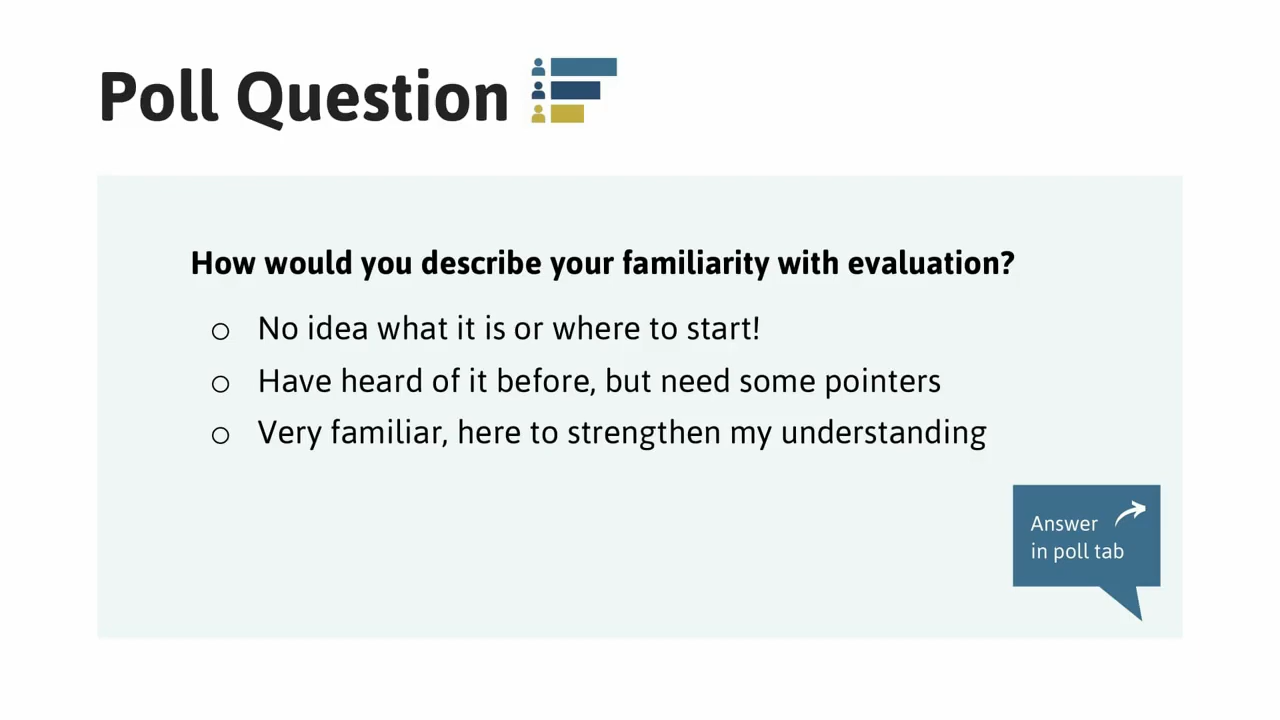 Poll Question
How would you describe your familiarity with evaluation?
No idea what it is or where to start!
Have heard of it before, but need some pointers
Very familiar, here to strengthen my understanding
Answer
in poll tab